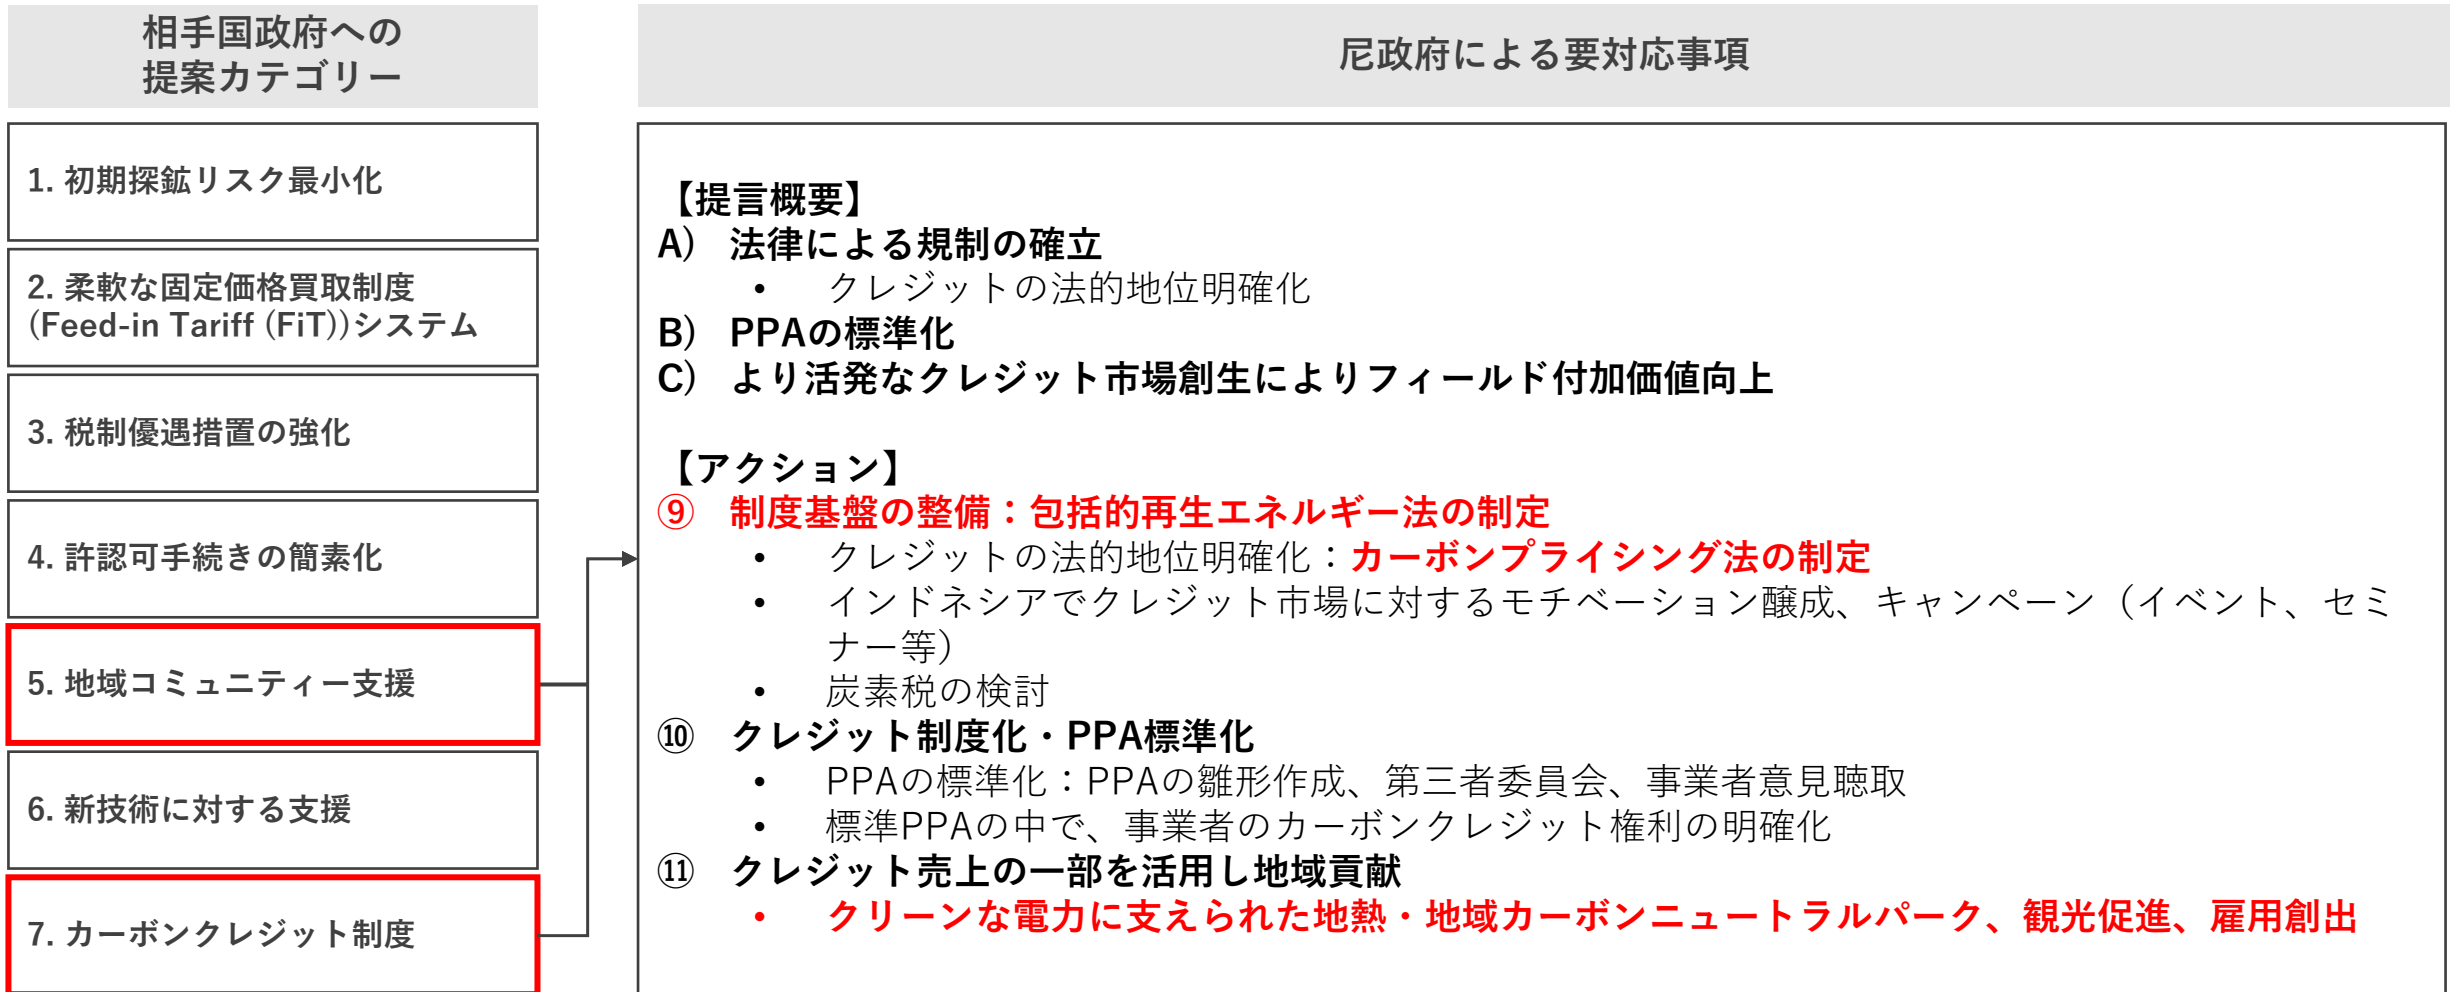 相手国政府への
提案カテゴリー
1. 初期探鉱リスク最小化
2. 柔軟な固定価格買取制度
(Feed-in Tariff (FiT))システム
3. 税制優遇措置の強化
4. 許認可手続きの簡素化
5. 地域コミュニティー支援
6. 新技術に対する支援
7. カーボンクレジット制度
尼政府による要対応事項
【提言概要】
A) 法律による規制の確立
• クレジットの法的地位明確化
B) PPAの標準化
C) より活発なクレジット市場創生によりフィールド付加価値向上
【アクション】
⑨ 制度基盤の整備：包括的再生エネルギー法の制定
• クレジットの法的地位明確化：カーボンプライシング法の制定
• インドネシアでクレジット市場に対するモチベーション醸成、キャンペーン（イベント、セミ
ナー等）
• 炭素税の検討
⑩ クレジット制度化・PPA標準化
• PPAの標準化：PPAの雛形作成、第三者委員会、事業者意見聴取
• 標準PPAの中で、事業者のカーボンクレジット権利の明確化
⑪ クレジット売上の一部を活用し地域貢献
• クリーンな電力に支えられた地熱・地域カーボンニュートラルパーク、観光促進、雇用創出